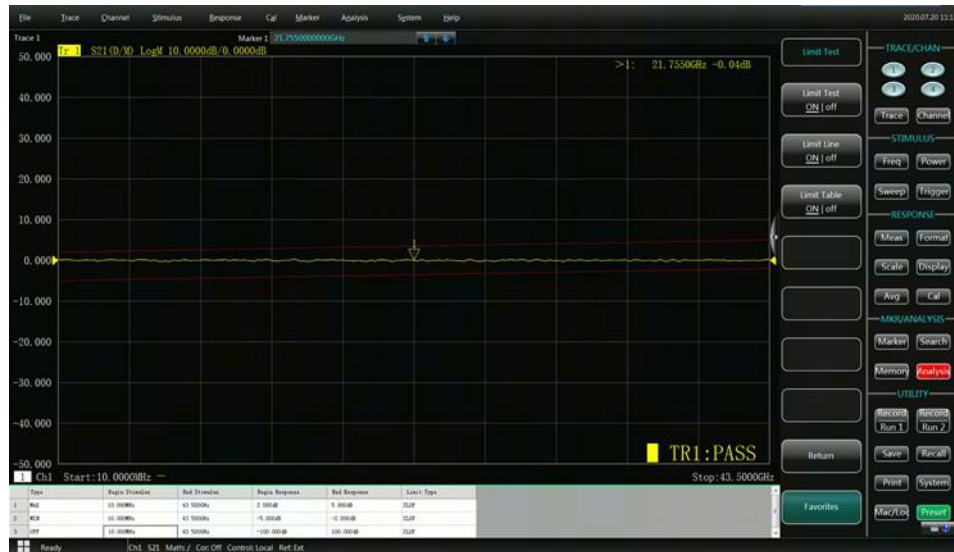 File Trace Channel Stimulus Response Cal Marker Analysis System Help 2020.07.20 11:1
Trace 1 Marker 1 21.7550000000GHz
Tr 1 S21(D/M) LogM 10.0000dB/0.0000dB
>1: 21.7550GHz -0.04dB
50.000
40.000
30.000
20.000
10.000
0.000
-10.000
-20.000
-30.000
-40.000
-50.000
1
TR1:PASS
1 Ch1 Start:10.0000MHz Stop:43.5000GHz
Type Begin Stimulus End Stimulus Begin Response End Response Limit Type
1 MAX 10.000MHz 43.500GHz 2.000dB 5.000dB SLOP
2 MIN 10.000MHz 43.500GHz -5.000dB -2.000dB SLOP
3 OFF 10.000MHz 43.500GHz -100.000dB 100.000dB SLOP
Ready Ch1 S21 Math:/ Cor:Off Control:Local Ref:Ext
Limit Test
Limit Test
ON | off
Limit Line
ON | off
Limit Table
ON | off
Return
Favorites
TRACE/CHAN
1 2
3 4
Trace Channel
STIMULUS
Freq Power
Sweep Trigger
RESPONSE
Meas Format
Scale Display
Avg Cal
MKR/ANALYSIS
Marker Search
Memory Analysis
UTILITY
Record Record
Run 1 Run 2
Save Recall
Print System
Mac/Loc Preset